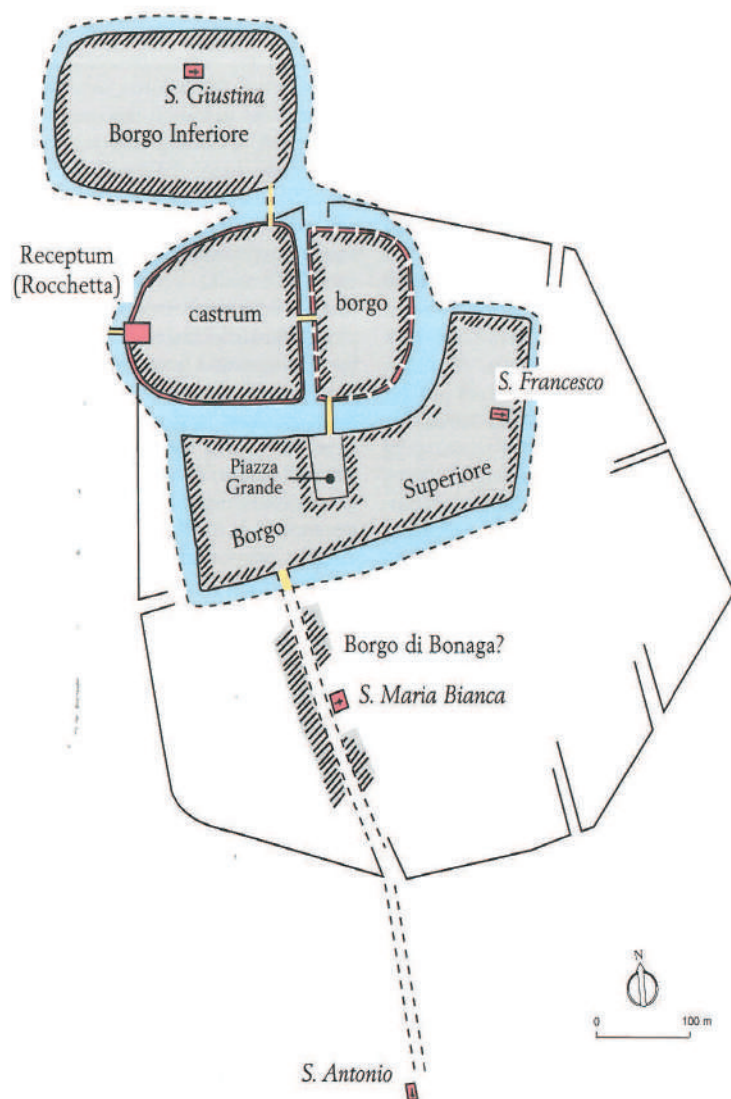 S. Giustina
Borgo Inferiore
Receptum
(Rocchetta)
castrum
borgo
S. Francesco
Piazza
Grande
Superiore
Borgo
Borgo di Bonaga?
S. Maria Bianca
N
0 100 m
S. Antonio